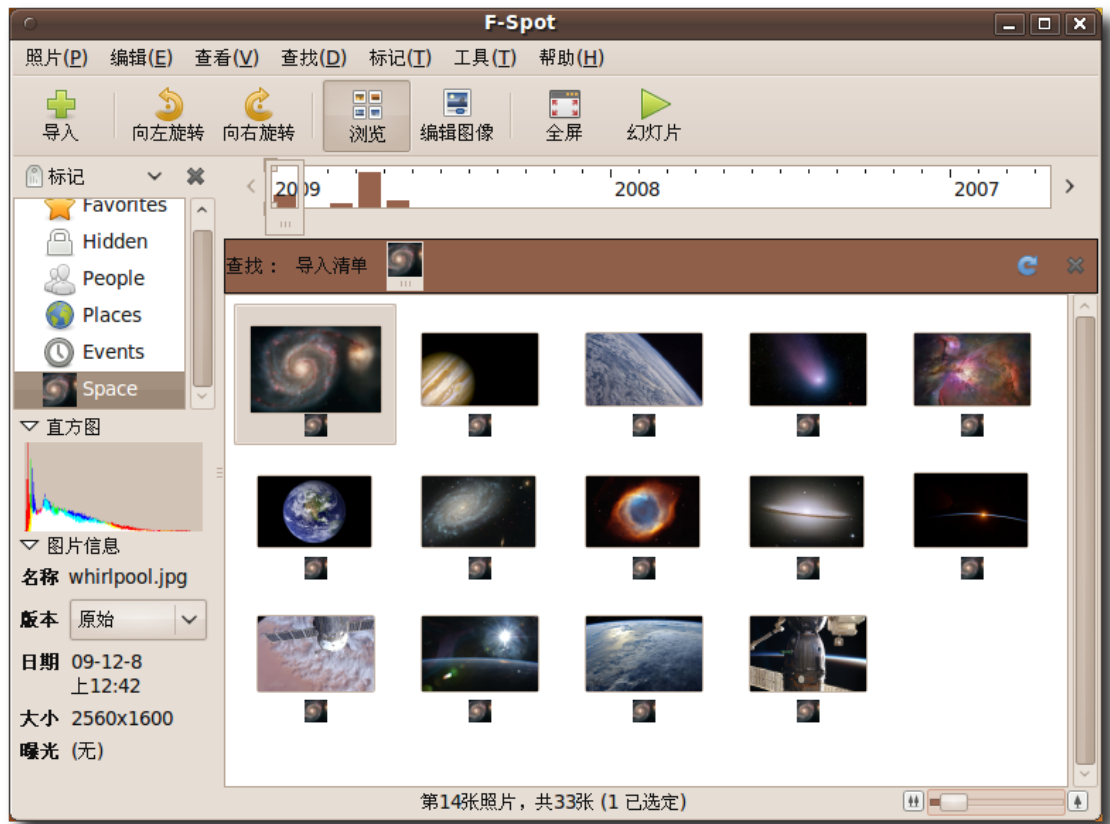 F-Spot
照片(P) 编辑(E) 查看(V) 查找(D) 标记(T) 工具(T) 帮助(H)
导入 向左旋转 向右旋转 浏览 编辑图像 全屏 幻灯片
标记
2009 2008 2007
Favorites
Hidden
People
Places
Events
Space
查找： 导入清单
直方图
图片信息
名称 whirlpool.jpg
版本 原始
日期 09-12-8
上12:42
大小 2560x1600
曝光 (无)
第14张照片，共33张 (1 已选定)